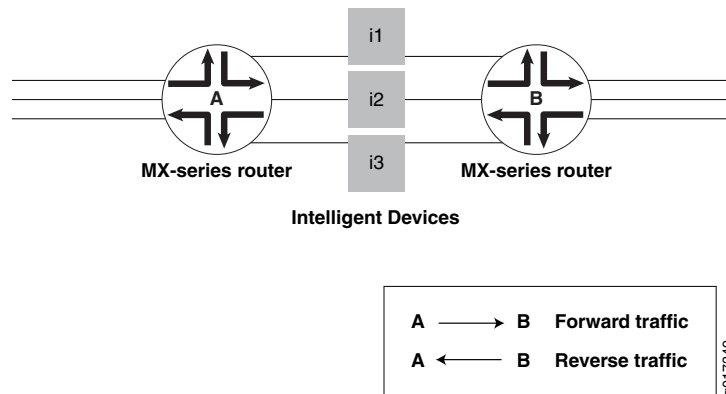 i1
A
i2
B
MX-series router
i3
MX-series router
Intelligent Devices
A B Forward traffic
A B Reverse traffic